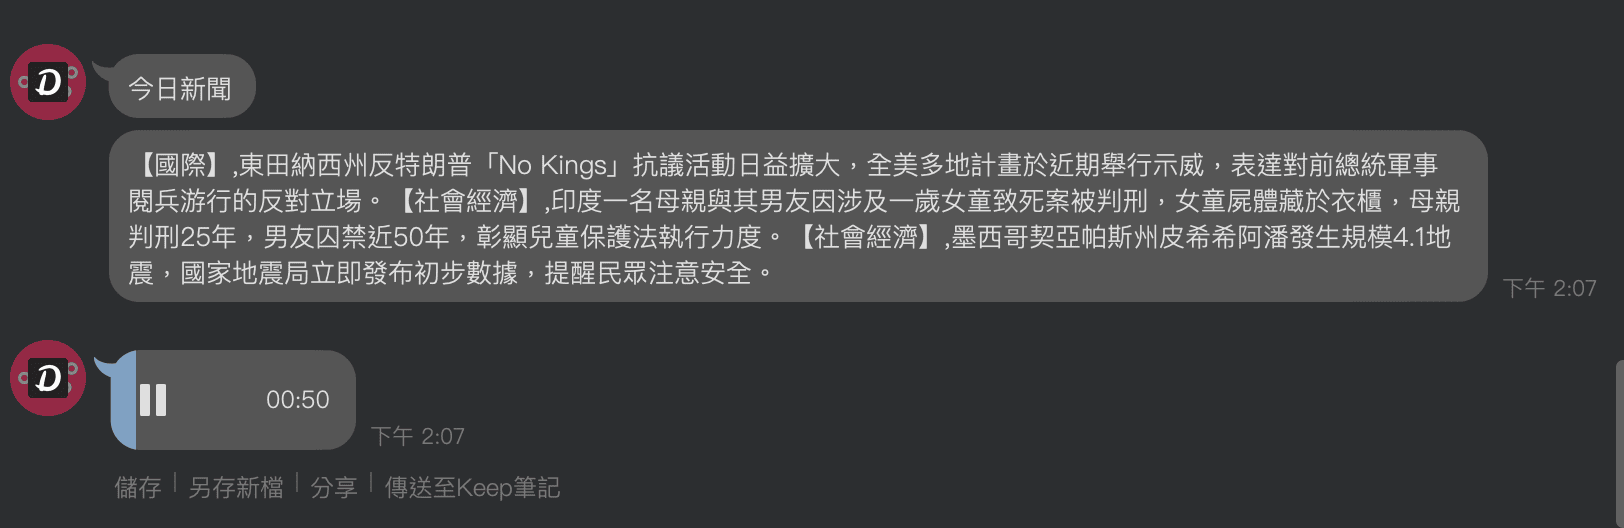 D
今日新聞
【國際】,東田納西州反特朗普「No Kings」抗議活動日益擴大，全美多地計畫於近期舉行示威，表達對前總統軍事
閱兵游行的反對立場。【社會經濟】,印度一名母親與其男友因涉及一歲女童致死案被判刑，女童屍體藏於衣櫃，母親
判刑25年，男友囚禁近50年，彰顯兒童保護法執行力度。【社會經濟】,墨西哥契亞帕斯州皮希希阿潘發生規模4.1地
震，國家地震局立即發布初步數據，提醒民眾注意安全。
下午 2:07
D
00:50
下午 2:07
儲存 | 另存新檔 | 分享 | 傳送至Keep筆記